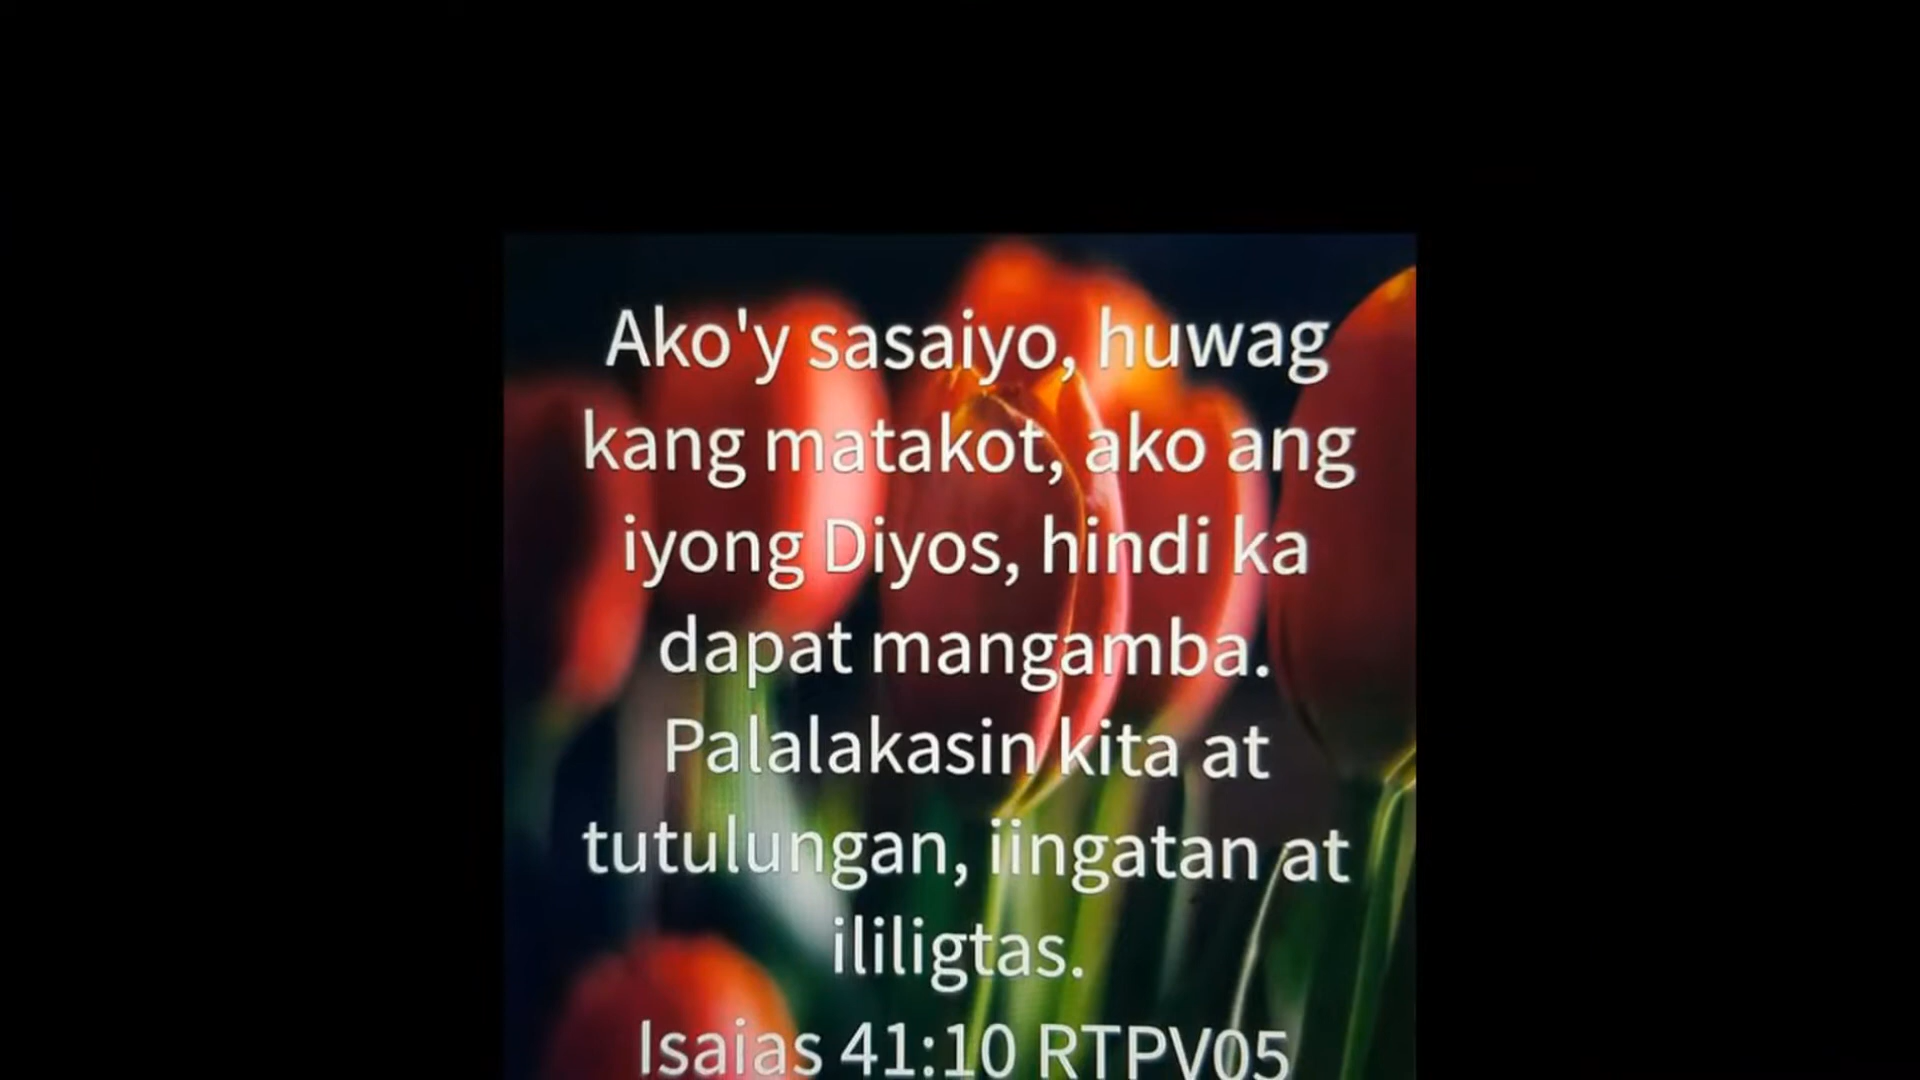 Ako'y sasaiyo, huwag
kang matakot, ako ang
iyong Diyos, hindi ka
dapat mangamba.
Palalakasin kita at
tutulungan, iingatan at
ililigtas.
Isaias 41:10 RTPV05